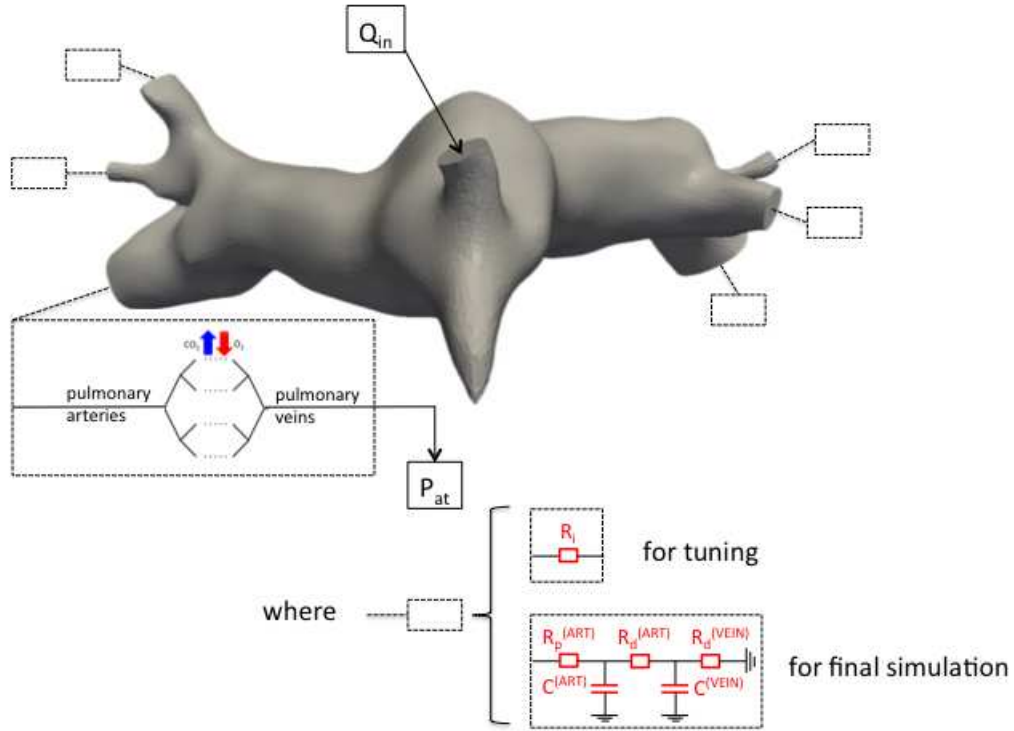 Q_in
CO₂ O₂
pulmonary arteries
pulmonary veins
P_at
R_i
for tuning
where
R_p^(ART) R_d^(ART) R_d^(VEIN)
C^(ART) C^(VEIN)
for final simulation